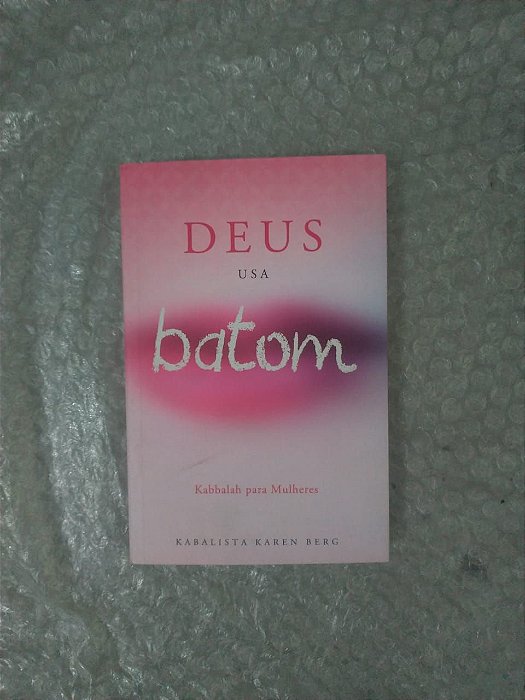 DEUS
USA
batom
Kabbalah para Mulheres
KABALISTA KAREN BERG